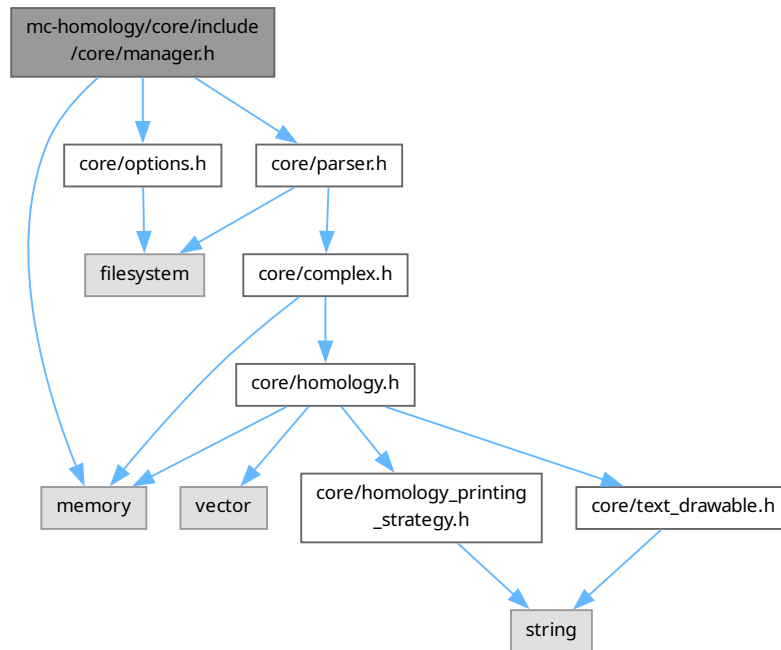 mc-homology/core/include
/core/manager.h
core/options.h
core/parser.h
filesystem
core/complex.h
core/homology.h
memory
vector
core/homology_printing
_strategy.h
core/text_drawable.h
string